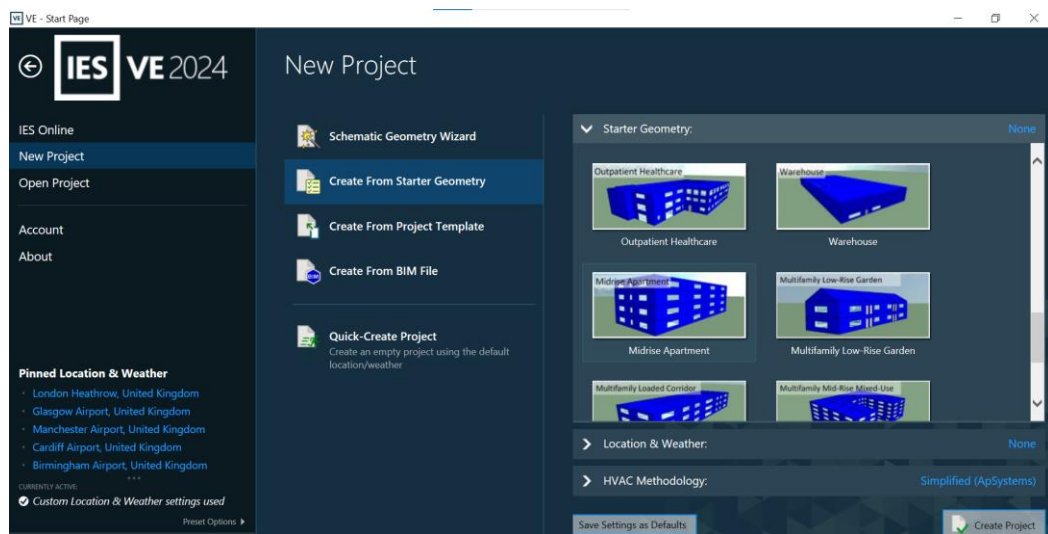 VE VE - Start Page
IES VE 2024
IES Online
New Project
Open Project
Account
About
Pinned Location & Weather
London Heathrow, United Kingdom
Glasgow Airport, United Kingdom
Manchester Airport, United Kingdom
Cardiff Airport, United Kingdom
Birmingham Airport, United Kingdom
CURRENTLY ACTIVE:
Custom Location & Weather settings used
Preset Options
New Project
Schematic Geometry Wizard
Create From Starter Geometry
Create From Project Template
Create From BIM File
Quick-Create Project
Create an empty project using the default
location/weather
Starter Geometry: None
Outpatient Healthcare
Outpatient Healthcare
Warehouse
Warehouse
Midrise Apartment
Midrise Apartment
Multifamily Low-Rise Garden
Multifamily Low-Rise Garden
Multifamily Loaded Corridor
Multifamily Mid-Rise Mixed-Use
Location & Weather: None
HVAC Methodology: Simplified (ApSystems)
Save Settings as Defaults
Create Project